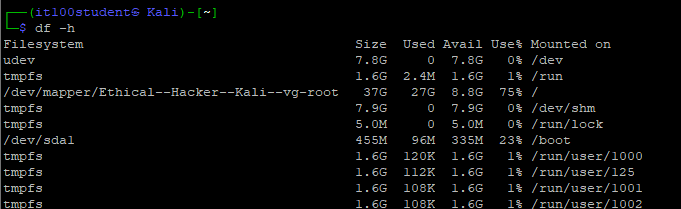 ┌──(it100student㉿ Kali)-[~]
└─$ df -h
Filesystem                                Size  Used Avail Use% Mounted on
udev                                      7.8G     0  7.8G   0% /dev
tmpfs                                     1.6G  2.4M  1.6G   1% /run
/dev/mapper/Ethical--Hacker--Kali--vg-root   37G   27G  8.8G  75% /
tmpfs                                     7.9G     0  7.9G   0% /dev/shm
tmpfs                                     5.0M     0  5.0M   0% /run/lock
/dev/sda1                                 455M   96M  335M  23% /boot
tmpfs                                     1.6G  120K  1.6G   1% /run/user/1000
tmpfs                                     1.6G  112K  1.6G   1% /run/user/125
tmpfs                                     1.6G  108K  1.6G   1% /run/user/1001
tmpfs                                     1.6G  108K  1.6G   1% /run/user/1002